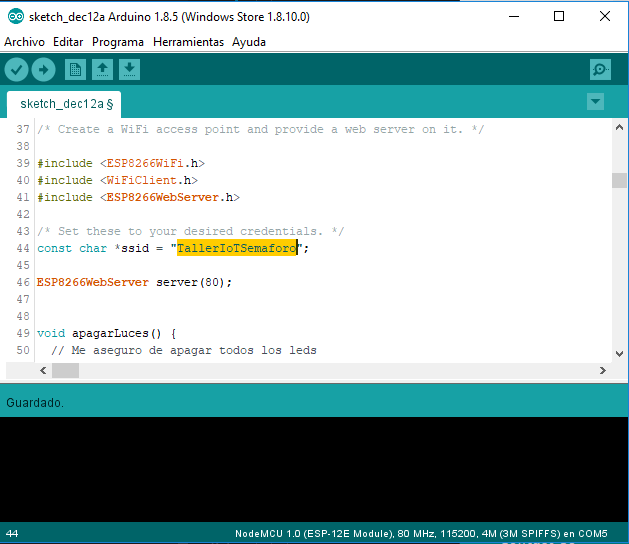 sketch_dec12a Arduino 1.8.5 (Windows Store 1.8.10.0)
Archivo Editar Programa Herramientas Ayuda
sketch_dec12a §
37 /* Create a WiFi access point and provide a web server on it. */
38
39 #include <ESP8266WiFi.h>
40 #include <WiFiClient.h>
41 #include <ESP8266WebServer.h>
42
43 /* Set these to your desired credentials. */
44 const char *ssid = "TallerIoTSemaforo";
45
46 ESP8266WebServer server(80);
47
48
49 void apagarLuces() {
50 // Me aseguro de apagar todos los leds
Guardado.
44 NodeMCU 1.0 (ESP-12E Module), 80 MHz, 115200, 4M (3M SPIFFS) en COM5